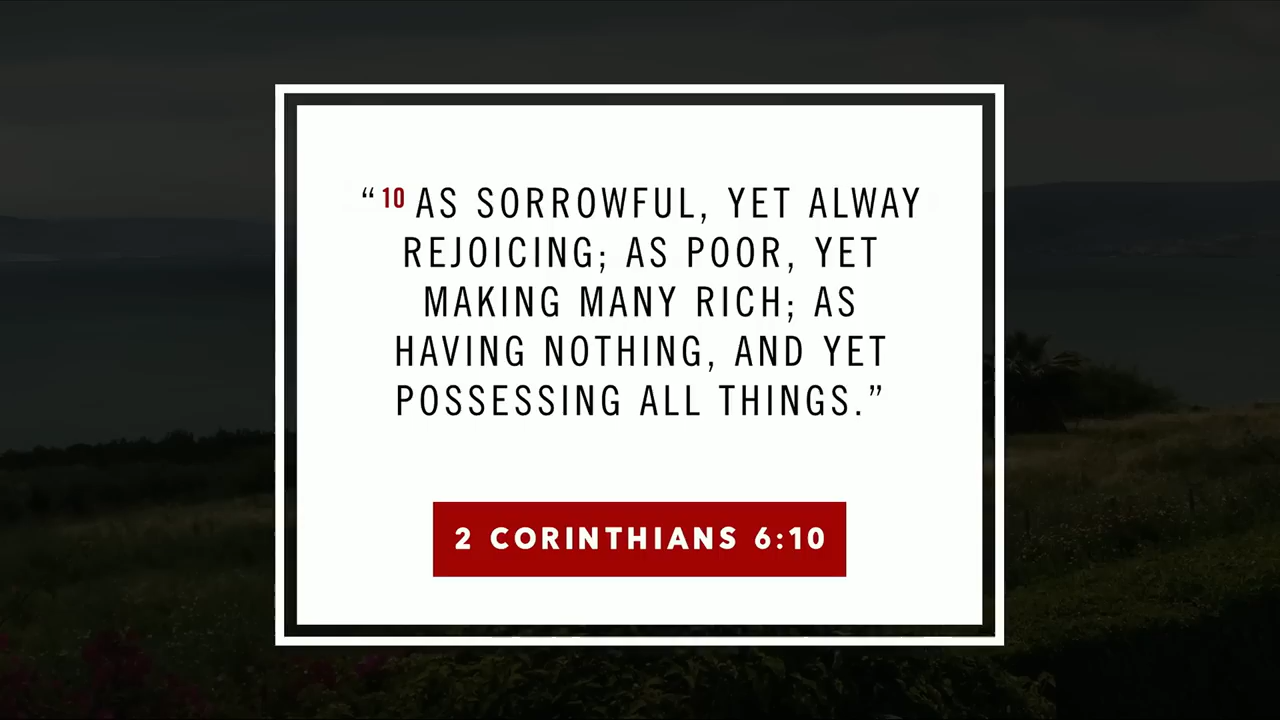 “10 AS SORROWFUL, YET ALWAY
REJOICING; AS POOR, YET
MAKING MANY RICH; AS
HAVING NOTHING, AND YET
POSSESSING ALL THINGS.”
2 CORINTHIANS 6:10